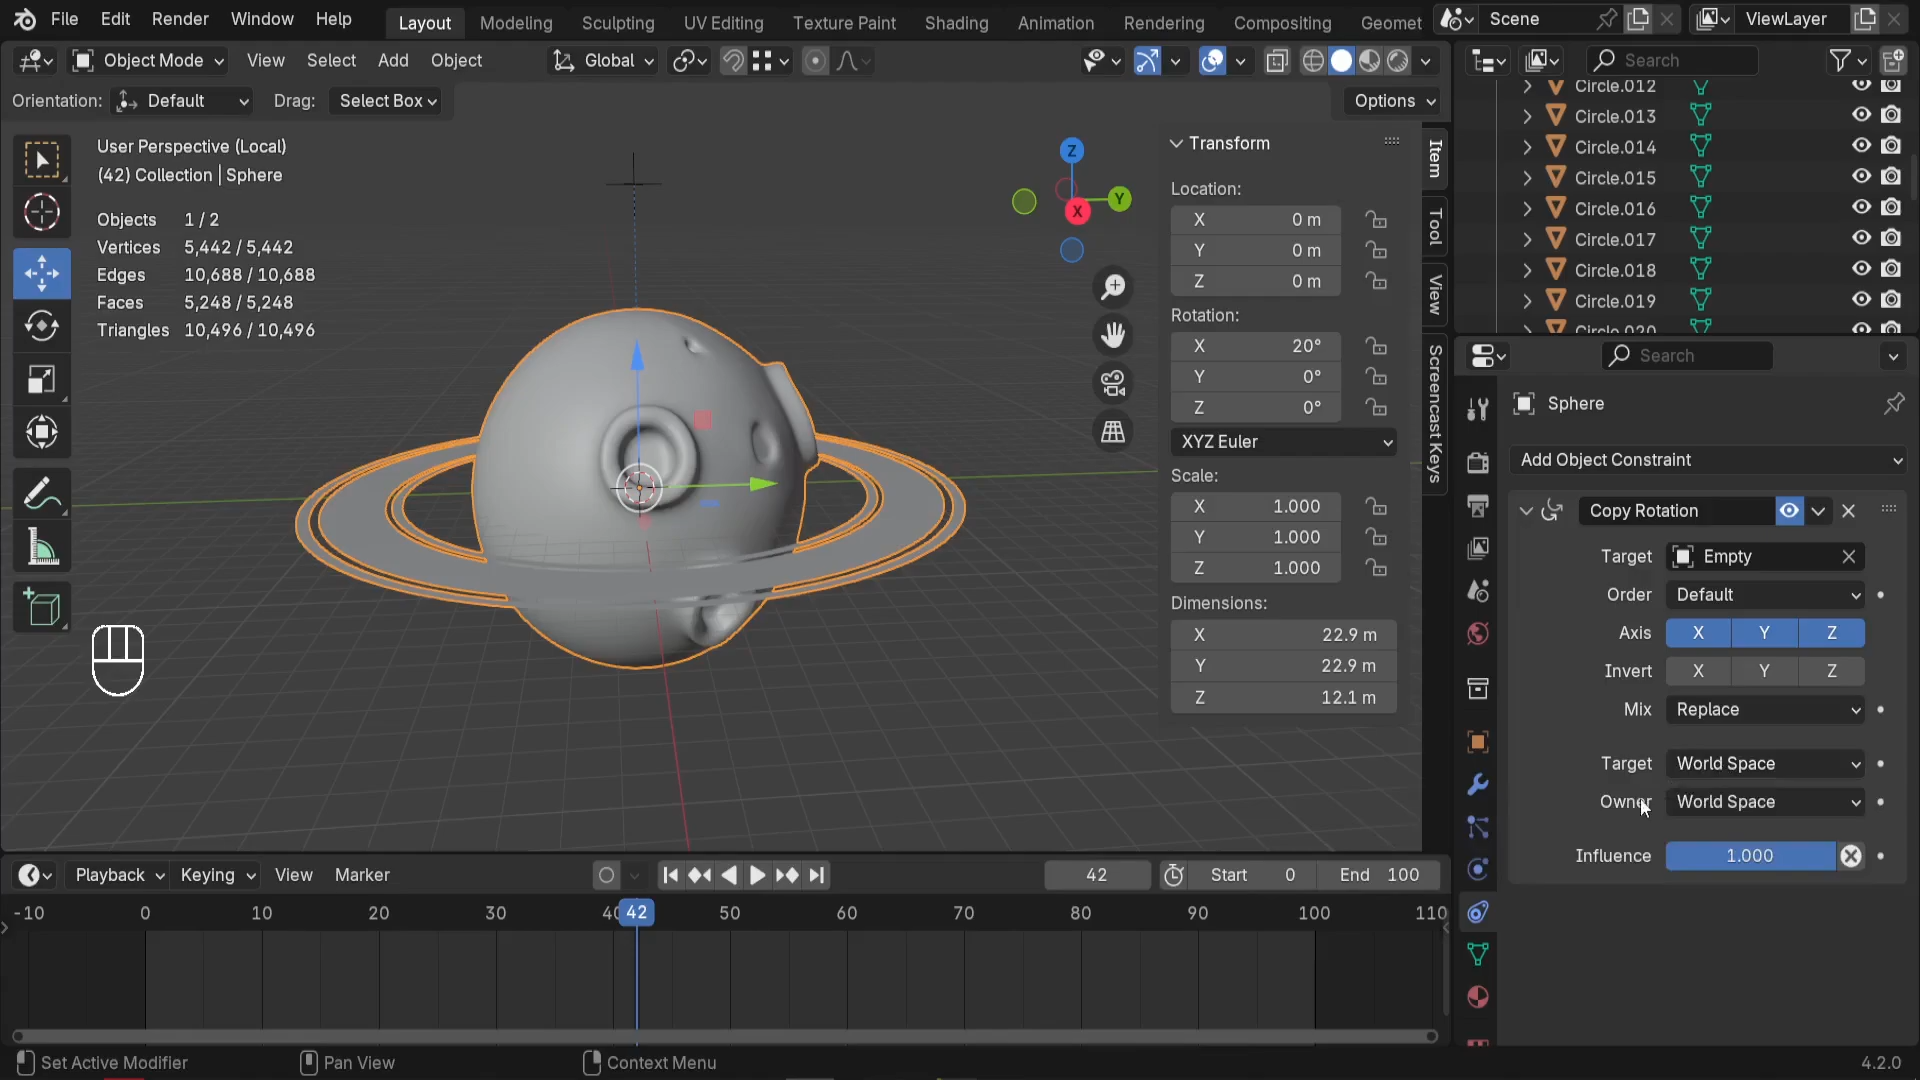 File Edit Render Window Help Layout Modeling Sculpting UV Editing Texture Paint Shading Animation Rendering Compositing Geomet Scene ViewLayer
Object Mode View Select Add Object Global Search
Orientation: Default Drag: Select Box Options
User Perspective (Local)
(42) Collection | Sphere
Objects 1 / 2
Vertices 5,442 / 5,442
Edges 10,688 / 10,688
Faces 5,248 / 5,248
Triangles 10,496 / 10,496
Z
Y
X
Transform
Location:
X 0 m
Y 0 m
Z 0 m
Rotation:
X 20°
Y 0°
Z 0°
XYZ Euler
Scale:
X 1.000
Y 1.000
Z 1.000
Dimensions:
X 22.9 m
Y 22.9 m
Z 12.1 m
Item
Tool
View
Screencast Keys
Circle.012
Circle.013
Circle.014
Circle.015
Circle.016
Circle.017
Circle.018
Circle.019
Circle.020
Search
Sphere
Add Object Constraint
Copy Rotation
Target Empty
Order Default
Axis X Y Z
Invert X Y Z
Mix Replace
Target World Space
Owner World Space
Influence 1.000
Playback Keying View Marker 42 Start 0 End 100
-10 0 10 20 30 40 42 50 60 70 80 90 100 110
Set Active Modifier Pan View Context Menu 4.2.0